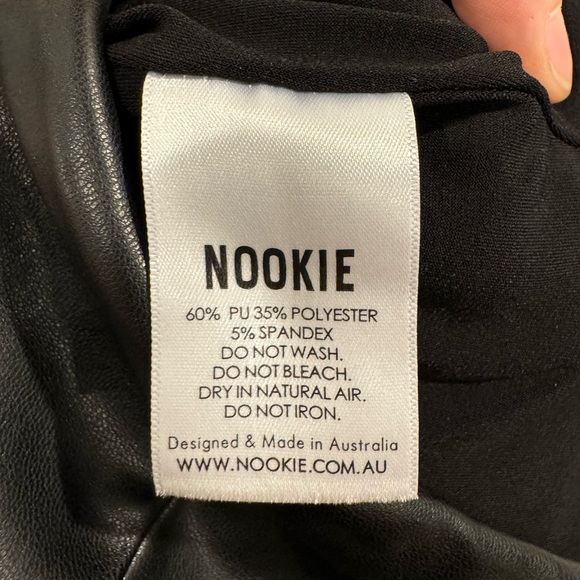 NOOKIE
60% PU 35% POLYESTER
5% SPANDEX
DO NOT WASH.
DO NOT BLEACH.
DRY IN NATURAL AIR.
DO NOT IRON.
Designed & Made in Australia
WWW.NOOKIE.COM.AU